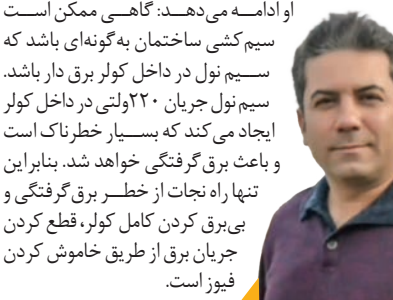 او ادامه می‌دهد: گاهی ممکن است
سیم‌کشی ساختمان به گونه‌ای باشد که
سیم نول در داخل کولر برق دار باشد.
سیم نول جریان ۲۲۰ولتی در داخل کولر
ایجاد می‌کند که بسیار خطرناک است
و باعث برق‌گرفتگی خواهد شد. بنابراین
تنها راه نجات از خطر برق‌گرفتگی و
بی‌برق کردن کامل کولر، قطع کردن
جریان برق از طریق خاموش کردن
فیوز است.